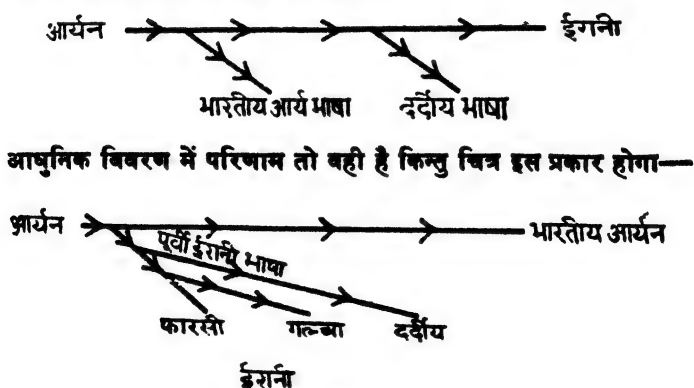 आर्यन ईरानी
भारतीय आर्य भाषा दर्दीय भाषा
आधुनिक विवरण में परिणाम तो वही है किन्तु चित्र इस प्रकार होगा—
आर्यन भारतीय आर्यन
पूर्वी ईरानी भाषा
फारसी गल्चा दर्दीय
ईरानी